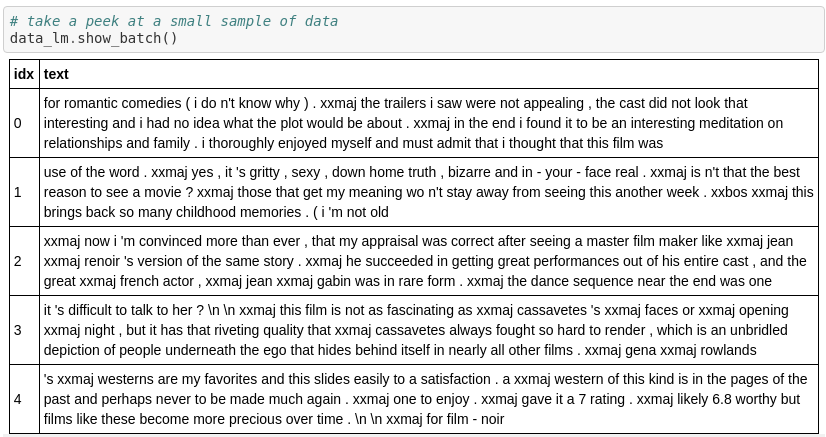 # take a peek at a small sample of data
data_lm.show_batch()
idx text
0 for romantic comedies ( i do n't know why ) . xxmaj the trailers i saw were not appealing , the cast did not look that
interesting and i had no idea what the plot would be about . xxmaj in the end i found it to be an interesting meditation on
relationships and family . i thoroughly enjoyed myself and must admit that i thought that this film was
1 use of the word . xxmaj yes , it 's gritty , sexy , down home truth , bizarre and in - your - face real . xxmaj is n't that the best
reason to see a movie ? xxmaj those that get my meaning wo n't stay away from seeing this another week . xxbos xxmaj this
brings back so many childhood memories . ( i 'm not old
2 xxmaj now i 'm convinced more than ever , that my appraisal was correct after seeing a master film maker like xxmaj jean
xxmaj renoir 's version of the same story . xxmaj he succeeded in getting great performances out of his entire cast , and the
great xxmaj french actor , xxmaj jean xxmaj gabin was in rare form . xxmaj the dance sequence near the end was one
3 it 's difficult to talk to her ? \n \n xxmaj this film is not as fascinating as xxmaj cassavetes 's xxmaj faces or xxmaj opening
xxmaj night , but it has that riveting quality that xxmaj cassavetes always fought so hard to render , which is an unbridled
depiction of people underneath the ego that hides behind itself in nearly all other films . xxmaj gena xxmaj rowlands
4 's xxmaj westerns are my favorites and this slides easily to a satisfaction . a xxmaj western of this kind is in the pages of the
past and perhaps never to be made much again . xxmaj one to enjoy . xxmaj gave it a 7 rating . xxmaj likely 6.8 worthy but
films like these become more precious over time . \n \n xxmaj for film - noir